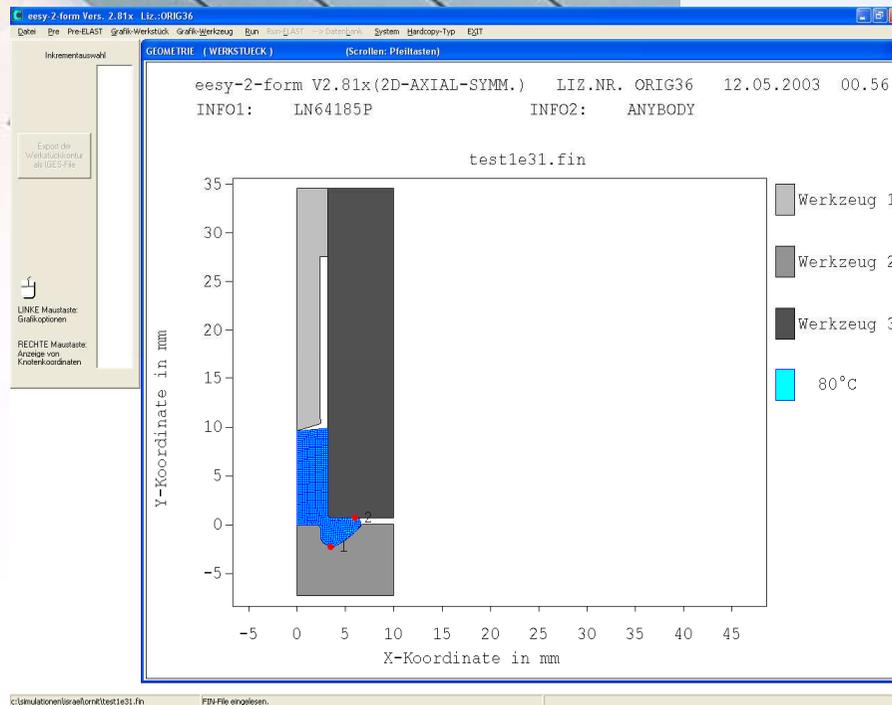 eesy-2-form Vers. 2.81x Liz.:ORIG36
Datei Pre Pre-ELAST Grafik-Werkstück Grafik-Werkzeug Run Run-ELAST --> Datenbank System Hardcopy-Typ EXIT
Inkrementauswahl
Export der
Werkstückkontur
als IGES-File
LINKE Maustaste:
Grafikoptionen
RECHTE Maustaste:
Anzeige von
Knotenkoordinaten
GEOMETRIE ( WERKSTUECK ) (Scrollen: Pfeiltasten)
eesy-2-form V2.81x(2D-AXIAL-SYMM.) LIZ.NR. ORIG36 12.05.2003 00.56
INFO1: LN64185P INFO2: ANYBODY
test1e31.fin
35
30
25
20
15
10
5
0
-5
Y-Koordinate in mm
2
1
-5 0 5 10 15 20 25 30 35 40 45
X-Koordinate in mm
Werkzeug 1
Werkzeug 2
Werkzeug 3
80°C
c:\simulationen\israel\ornit\test1e31.fin FIN-File eingelesen.